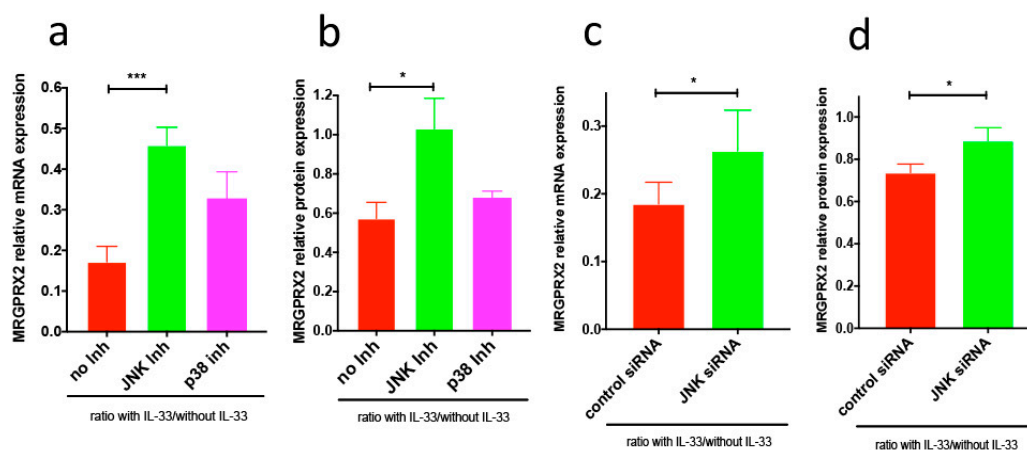 a
MRGPRX2 relative mRNA expression
0.6
0.5
0.4
0.3
0.2
0.1
0.0
***
no Inh
JNK Inh
p38 inh
ratio with IL-33/without IL-33
b
MRGPRX2 relative protein expression
1.2
1.0
0.8
0.6
0.4
0.2
0.0
*
no Inh
JNK Inh
p38 Inh
ratio with IL-33/without IL-33
c
MRGPRX2 relative mRNA expression
0.3
0.2
0.1
0.0
*
control siRNA
JNK siRNA
ratio with IL-33/without IL-33
d
MRGPRX2 relative protein expression
1.0
0.8
0.6
0.4
0.2
0.0
*
control siRNA
JNK siRNA
ratio with IL-33/without IL-33